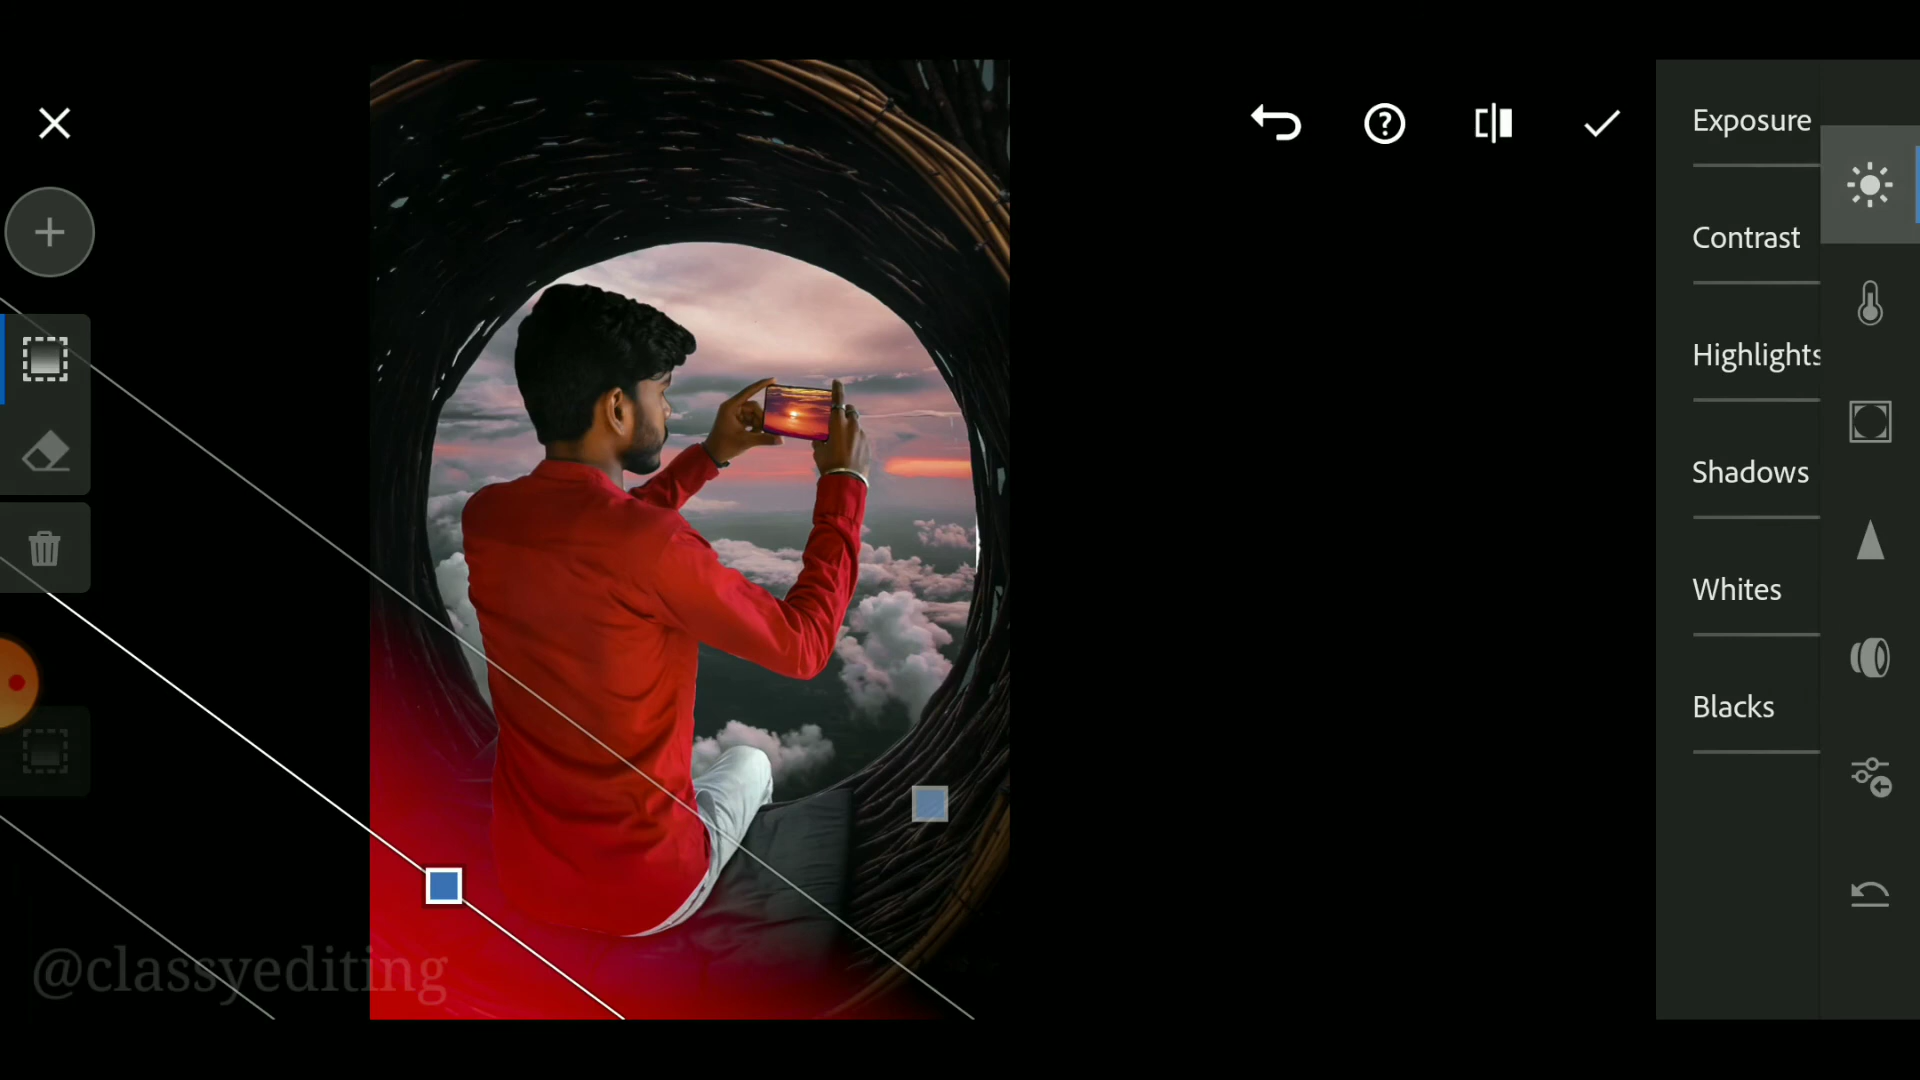 Exposure
Contrast
Highlights
Shadows
Whites
Blacks
@classyediting